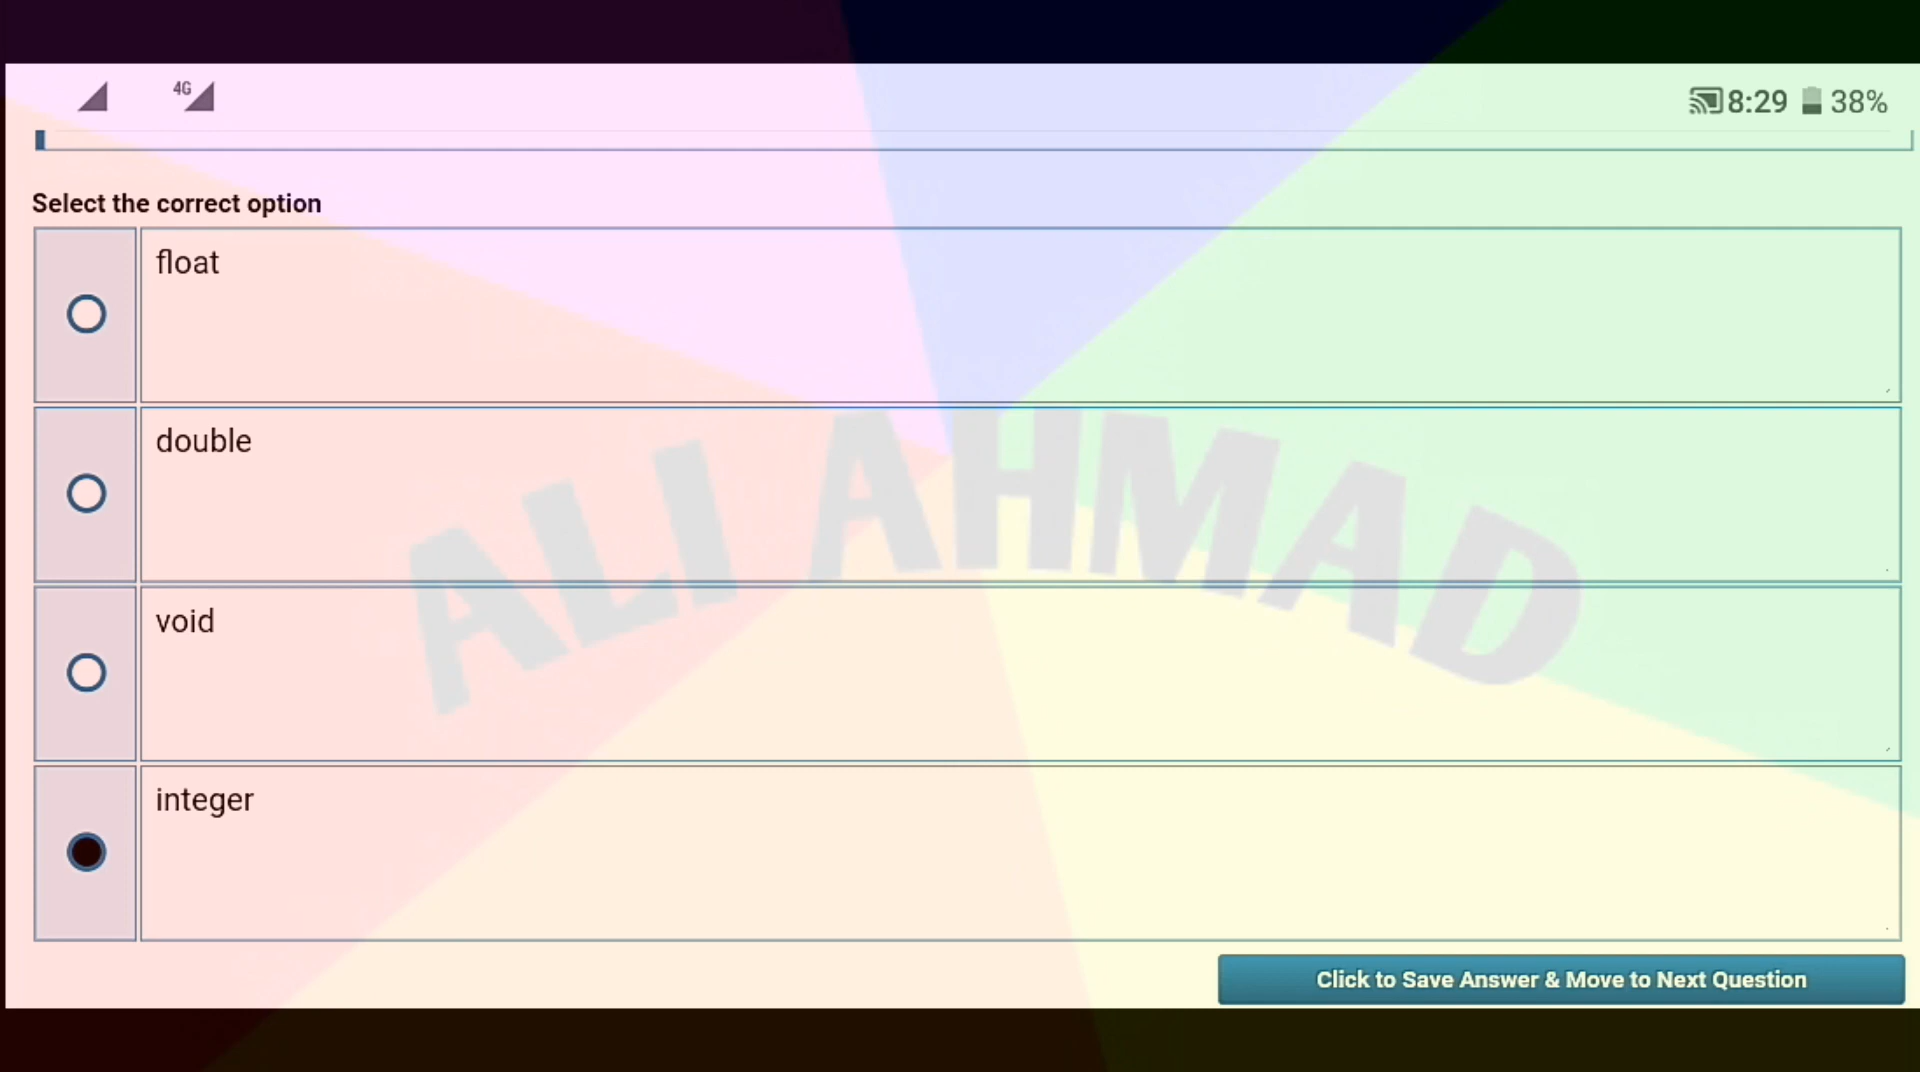 4G
8:29 38%
Select the correct option
float
double
void
integer
ALI AHMAD
Click to Save Answer & Move to Next Question